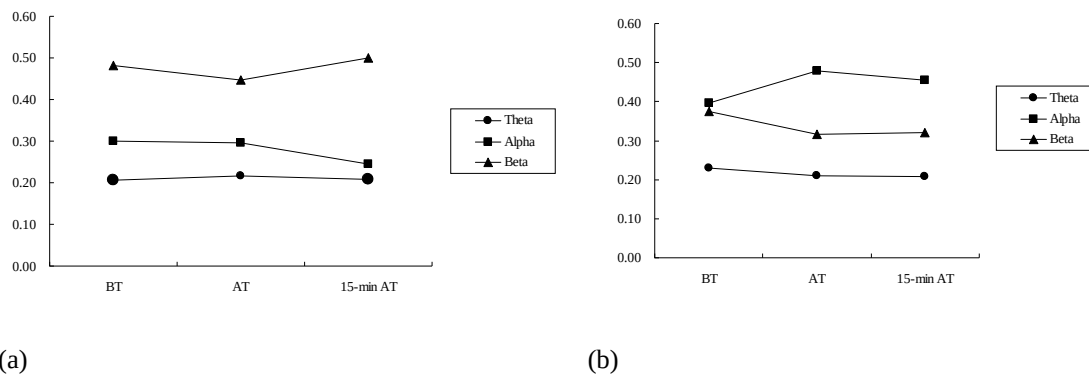 0.60
0.50
0.40
0.30
0.20
0.10
0.00
BT
AT
15-min AT
Theta
Alpha
Beta
(a)
0.60
0.50
0.40
0.30
0.20
0.10
0.00
BT
AT
15-min AT
Theta
Alpha
Beta
(b)